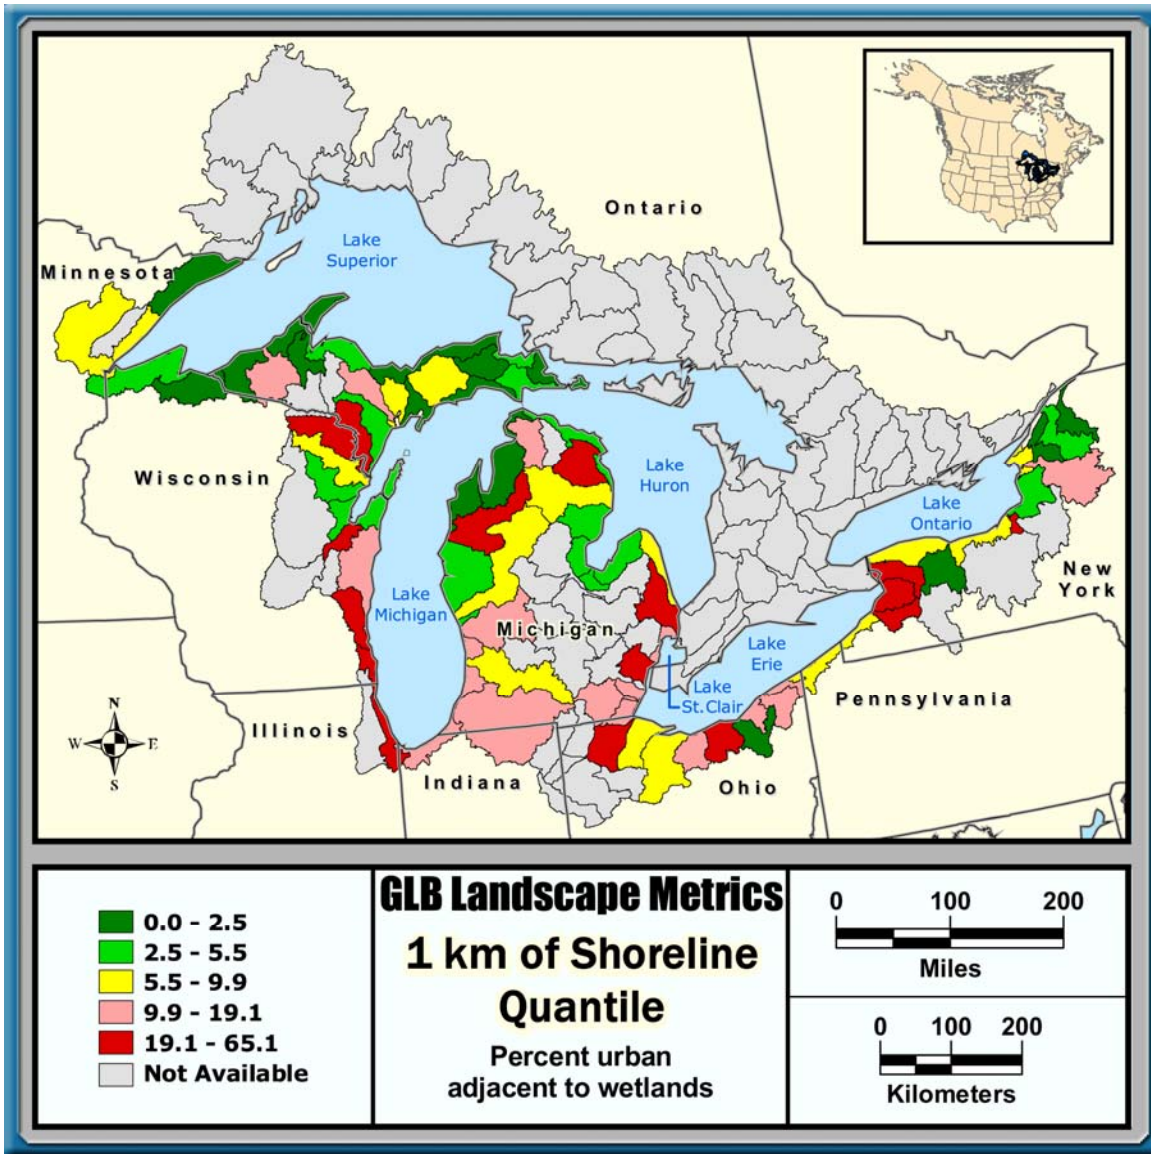 Ontario
Lake
Superior
Minnesota
Wisconsin
Lake
Huron
Lake
Ontario
New
York
Lake
Michigan
Michigan
Lake
Erie
Lake
St. Clair
Pennsylvania
Illinois
Indiana
Ohio
N
W
E
S
0.0 - 2.5
2.5 - 5.5
5.5 - 9.9
9.9 - 19.1
19.1 - 65.1
Not Available
GLB Landscape Metrics
1 km of Shoreline
Quantile
Percent urban
adjacent to wetlands
0 100 200
Miles
0 100 200
Kilometers